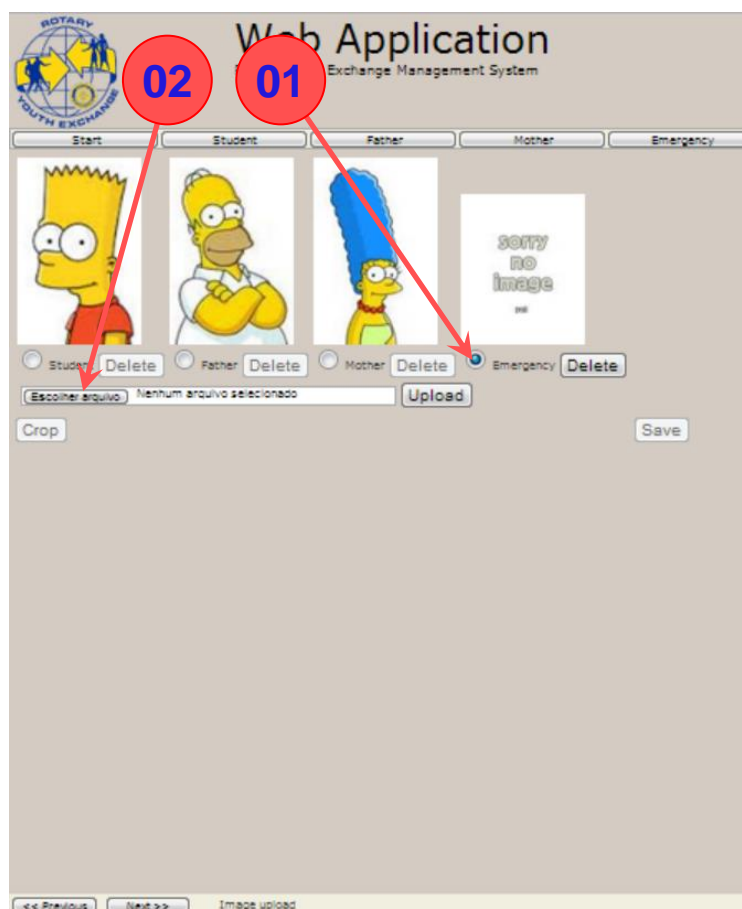 ROTARY
YOUTH EXCHANGE
Web Application
Exchange Management System
02
01
Start
Student
Father
Mother
Emergency
sorry
no
image
Student Delete Father Delete Mother Delete Emergency Delete
Escolher arquivo Nenhum arquivo selecionado Upload
Crop Save
<< Previous Next >> Image upload